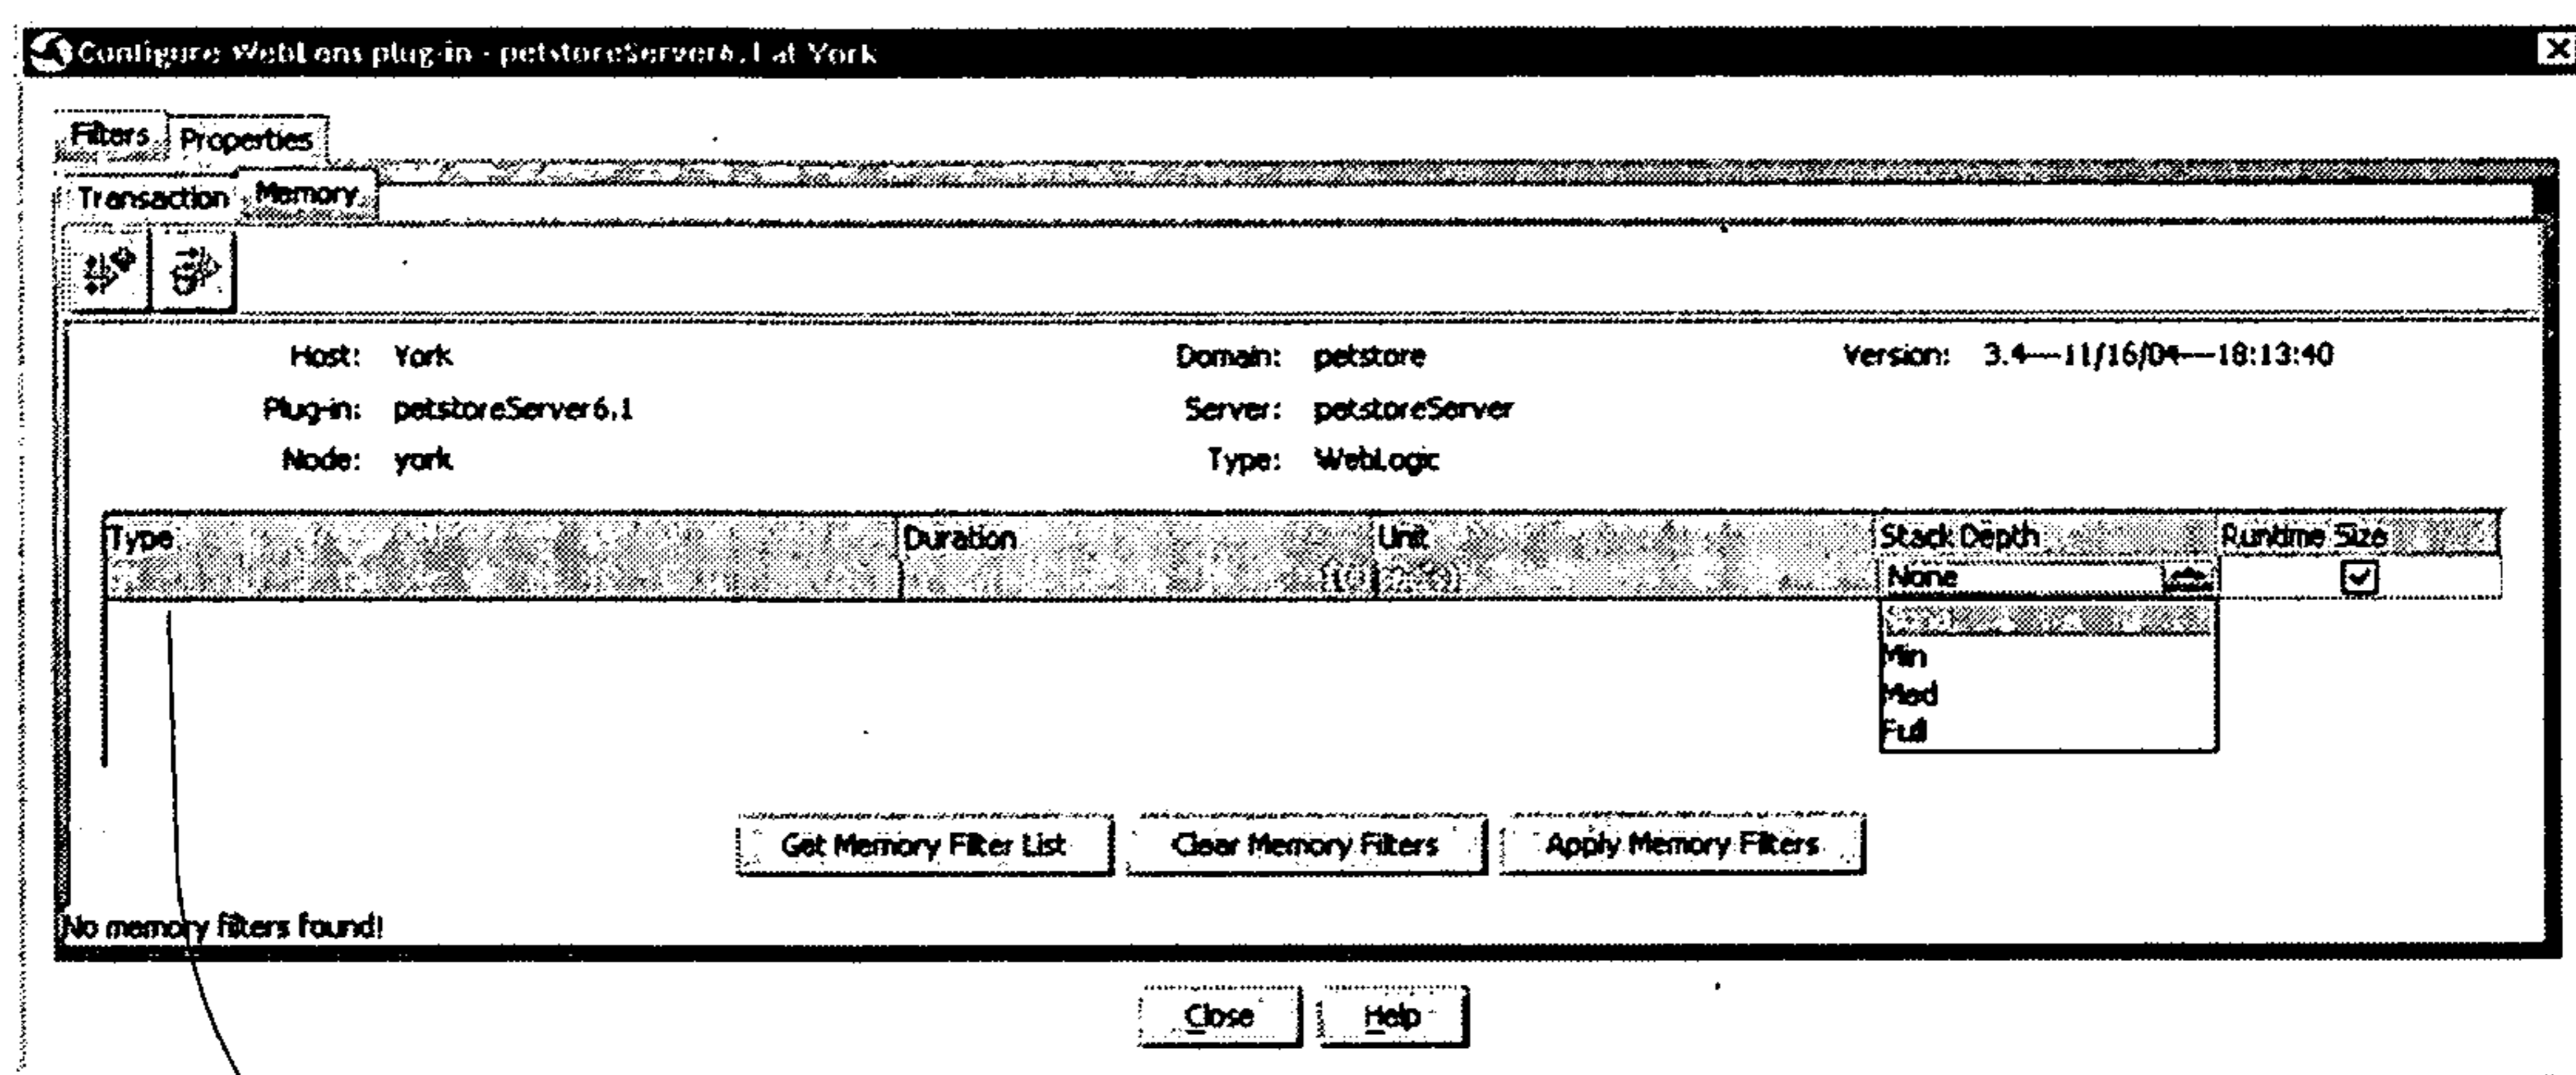 Configure WebLens plug-in - petstoreServer6.1 at York
Filters Properties
Transaction Memory
Host: York Domain: petstore Version: 3.4---11/16/04---18:13:40
Plug-in: petstoreServer6.1 Server: petstoreServer
Node: york Type: WebLogic
Type Duration Unit Stack Depth Runtime Size
None
Min
Med
Full
Get Memory Filter List Clear Memory Filters Apply Memory Filters
No memory filters found!
Close Help